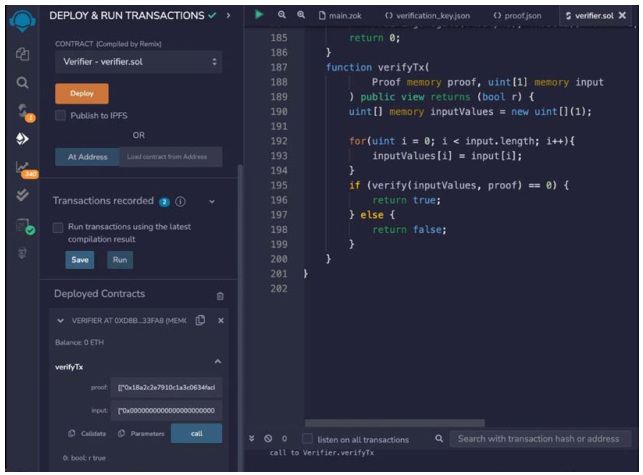 DEPLOY & RUN TRANSACTIONS
main.zok
verification_key.json
proof.json
verifier.sol
CONTRACT (Compiled by Remix)
Verifier - verifier.sol
Deploy
Publish to IPFS
OR
At Address
Load contract from Address
Transactions recorded 2
Run transactions using the latest
compilation result
Save
Run
Deployed Contracts
VERIFIER AT 0XD8B...33FA8 (MEMO
Balance: 0 ETH
verifyTx
proof:
[["0x18a2c2e7910c1a3c0634facl
input:
["0x0000000000000000000000
Calldata
Parameters
call
0: bool: r true
3
340
185 return 0;
186 }
187 function verifyTx(
188 Proof memory proof, uint[1] memory input
189 ) public view returns (bool r) {
190 uint[] memory inputValues = new uint[](1);
191
192 for(uint i = 0; i < input.length; i++){
193 inputValues[i] = input[i];
194 }
195 if (verify(inputValues, proof) == 0) {
196 return true;
197 } else {
198 return false;
199 }
200 }
201 }
202
0
listen on all transactions
Search with transaction hash or address
call to Verifier.verifyTx